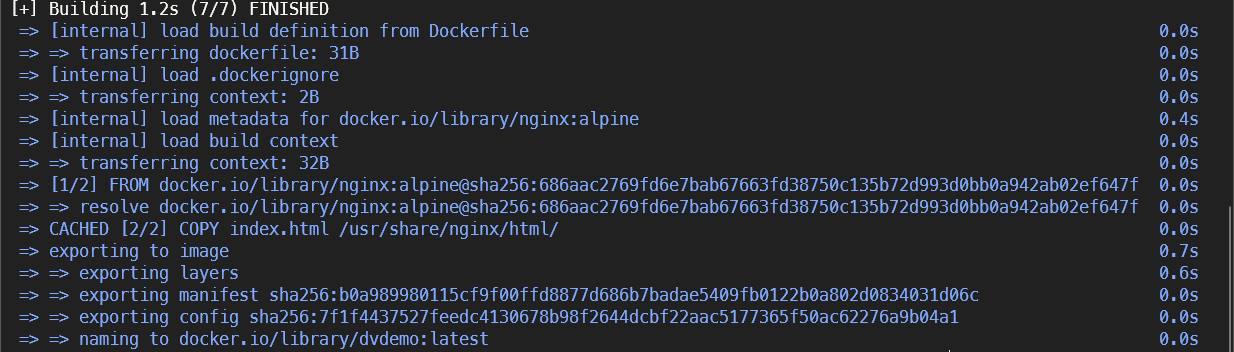 [+] Building 1.2s (7/7) FINISHED
=> [internal] load build definition from Dockerfile 0.0s
=> => transferring dockerfile: 31B 0.0s
=> [internal] load .dockerignore 0.0s
=> => transferring context: 2B 0.0s
=> [internal] load metadata for docker.io/library/nginx:alpine 0.4s
=> [internal] load build context 0.0s
=> => transferring context: 32B 0.0s
=> [1/2] FROM docker.io/library/nginx:alpine@sha256:686aac2769fd6e7bab67663fd38750c135b72d993d0bb0a942ab02ef647f 0.0s
=> => resolve docker.io/library/nginx:alpine@sha256:686aac2769fd6e7bab67663fd38750c135b72d993d0bb0a942ab02ef647f 0.0s
=> CACHED [2/2] COPY index.html /usr/share/nginx/html/ 0.0s
=> exporting to image 0.7s
=> => exporting layers 0.6s
=> => exporting manifest sha256:b0a989980115cf9f00ffd8877d686b7badae5409fb0122b0a802d0834031d06c 0.0s
=> => exporting config sha256:7f1f4437527feedc4130678b98f2644dcbf22aac5177365f50ac62276a9b04a1 0.0s
=> => naming to docker.io/library/dvdemo:latest 0.0s